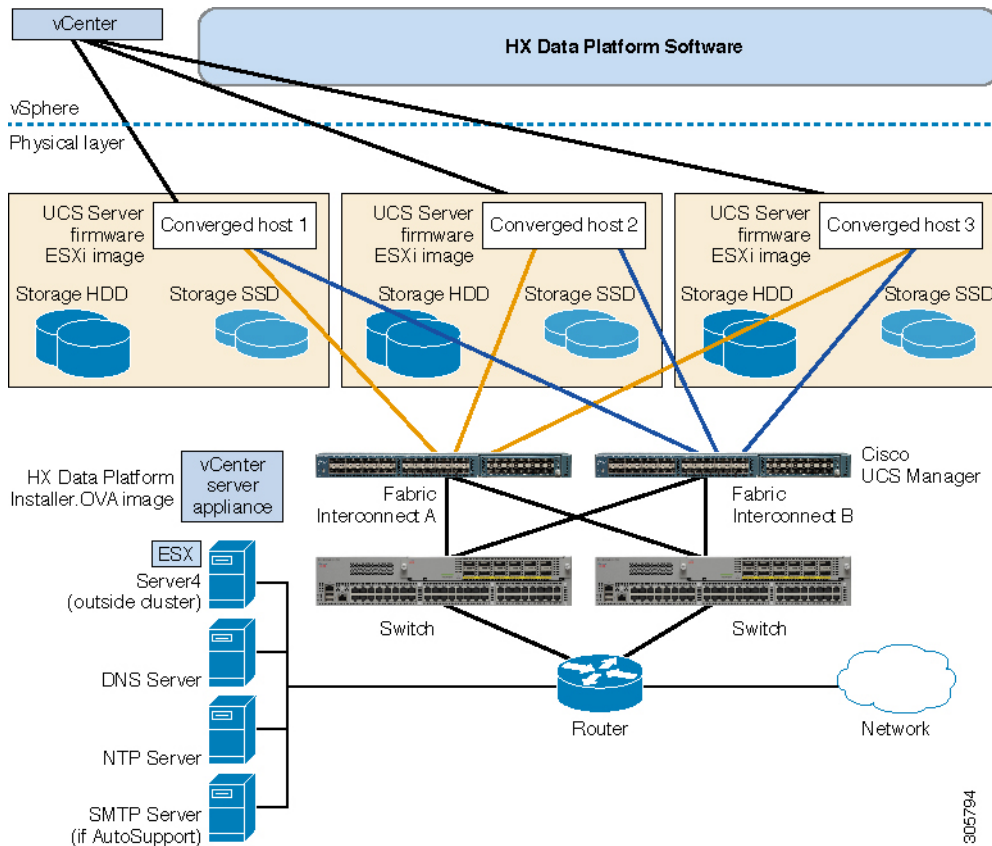 vCenter
HX Data Platform Software
vSphere
Physical layer
UCS Server
firmware
ESXi image
Converged host 1
Storage HDD
Storage SSD
UCS Server
firmware
ESXi image
Converged host 2
Storage HDD
Storage SSD
UCS Server
firmware
ESXi image
Converged host 3
Storage HDD
Storage SSD
HX Data Platform
Installer.OVA image
vCenter
server
appliance
Fabric
Interconnect A
Fabric
Interconnect B
Cisco
UCS Manager
ESX
Server4
(outside cluster)
Switch
Switch
DNS Server
Router
Network
NTP Server
SMTP Server
(if AutoSupport)
305794